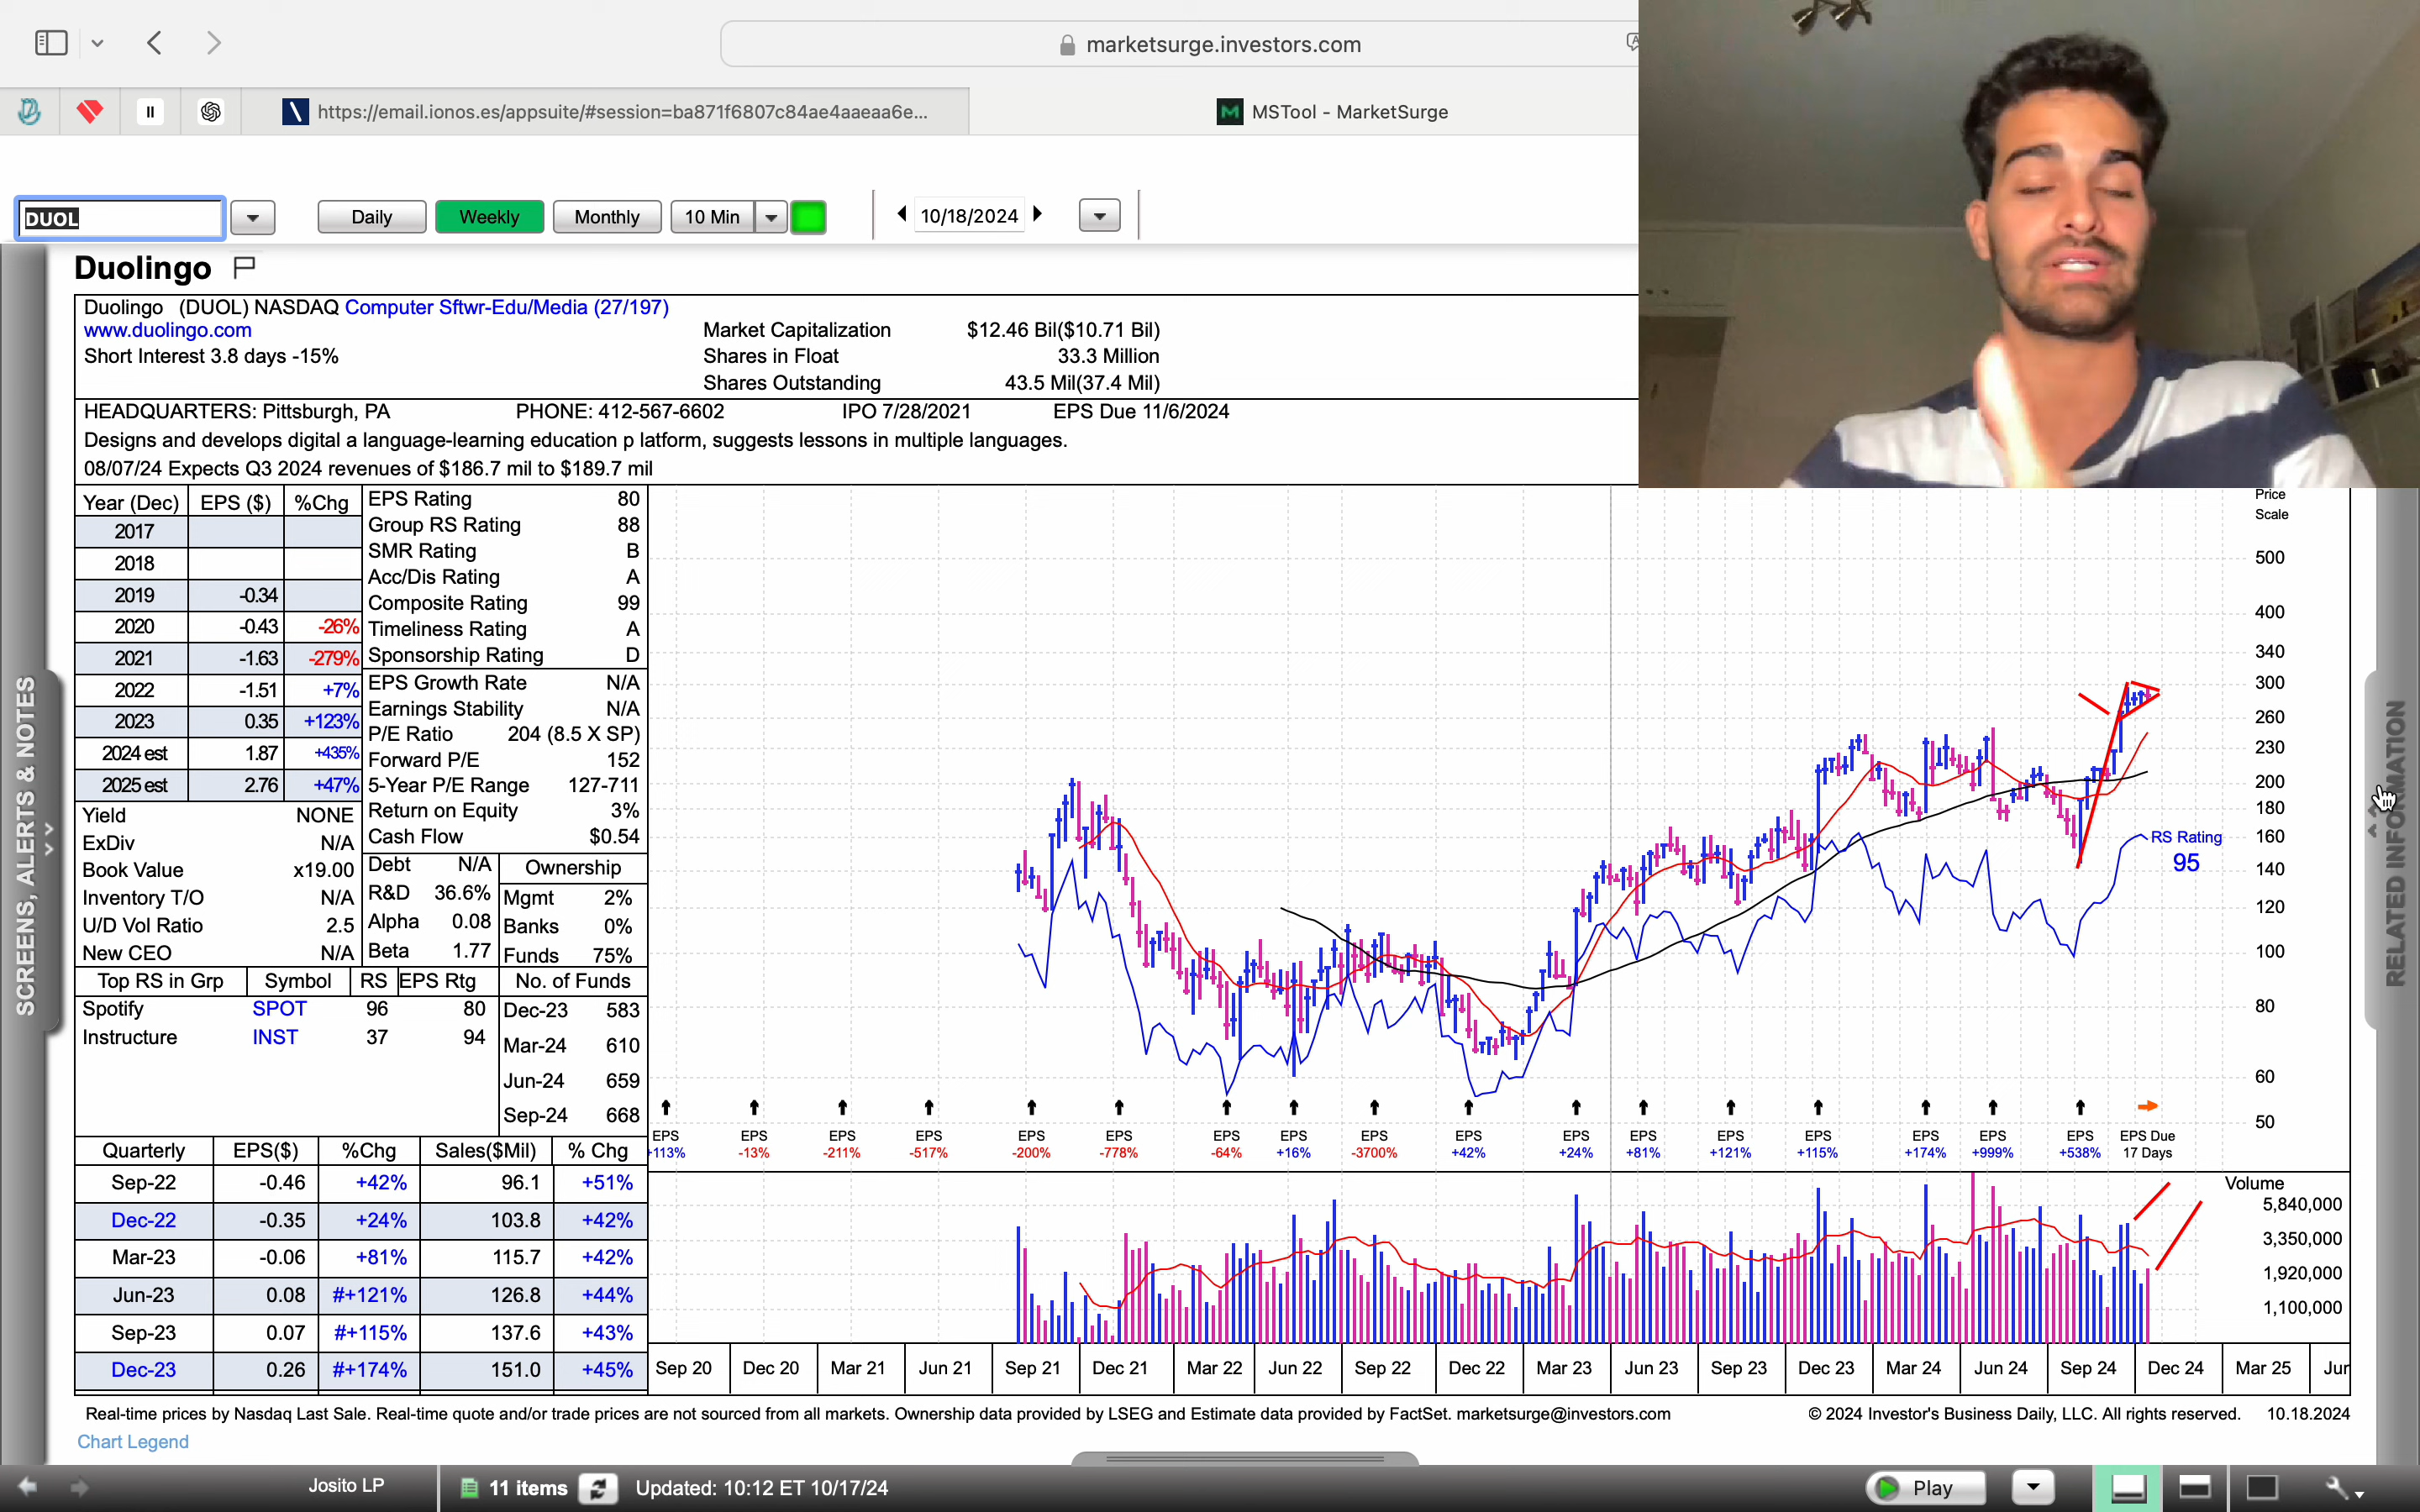 marketsurge.investors.com
https://email.ionos.es/appsuite/#session=ba871f6807c84ae4aaeaa6e...
MSTool - MarketSurge
DUOL
Daily
Weekly
Monthly
10 Min
10/18/2024
Duolingo
Duolingo (DUOL) NASDAQ Computer Sftwr-Edu/Media (27/197)
www.duolingo.com
Short Interest 3.8 days -15%
Market Capitalization $12.46 Bil($10.71 Bil)
Shares in Float 33.3 Million
Shares Outstanding 43.5 Mil(37.4 Mil)
HEADQUARTERS: Pittsburgh, PA PHONE: 412-567-6602 IPO 7/28/2021 EPS Due 11/6/2024
Designs and develops digital a language-learning education p latform, suggests lessons in multiple languages.
08/07/24 Expects Q3 2024 revenues of $186.7 mil to $189.7 mil
Year (Dec) EPS ($) %Chg
2017
2018
2019 -0.34
2020 -0.43 -26%
2021 -1.63 -279%
2022 -1.51 +7%
2023 0.35 +123%
2024 est 1.87 +435%
2025 est 2.76 +47%
EPS Rating 80
Group RS Rating 88
SMR Rating B
Acc/Dis Rating A
Composite Rating 99
Timeliness Rating A
Sponsorship Rating D
EPS Growth Rate N/A
Earnings Stability N/A
P/E Ratio 204 (8.5 X SP)
Forward P/E 152
5-Year P/E Range 127-711
Return on Equity 3%
Cash Flow $0.54
Yield NONE
ExDiv N/A
Book Value x19.00
Inventory T/O N/A
U/D Vol Ratio 2.5
New CEO N/A
Debt N/A
R&D 36.6%
Alpha 0.08
Beta 1.77
Ownership
Mgmt 2%
Banks 0%
Funds 75%
Top RS in Grp Symbol RS EPS Rtg
Spotify SPOT 96 80
Instructure INST 37 94
No. of Funds
Dec-23 583
Mar-24 610
Jun-24 659
Sep-24 668
Quarterly EPS($) %Chg Sales($Mil) % Chg
Sep-22 -0.46 +42% 96.1 +51%
Dec-22 -0.35 +24% 103.8 +42%
Mar-23 -0.06 +81% 115.7 +42%
Jun-23 0.08 #+121% 126.8 +44%
Sep-23 0.07 #+115% 137.6 +43%
Dec-23 0.26 #+174% 151.0 +45%
Price
Scale
500
400
340
300
260
230
200
180
160
140
120
100
80
60
50
RS Rating
95
EPS EPS EPS EPS EPS EPS EPS EPS EPS EPS EPS EPS EPS EPS EPS EPS EPS EPS Due
+113% -13% -211% -517% -200% -778% -64% +16% -3700% +42% +24% +81% +121% +115% +174% +999% +538% 17 Days
Volume
5,840,000
3,350,000
1,920,000
1,100,000
Sep 20 Dec 20 Mar 21 Jun 21 Sep 21 Dec 21 Mar 22 Jun 22 Sep 22 Dec 22 Mar 23 Jun 23 Sep 23 Dec 23 Mar 24 Jun 24 Sep 24 Dec 24 Mar 25 Jur
SCREENS, ALERTS & NOTES
RELATED INFORMATION
Real-time prices by Nasdaq Last Sale. Real-time quote and/or trade prices are not sourced from all markets. Ownership data provided by LSEG and Estimate data provided by FactSet. marketsurge@investors.com
© 2024 Investor's Business Daily, LLC. All rights reserved. 10.18.2024
Chart Legend
Josito LP
11 items
Updated: 10:12 ET 10/17/24
Play